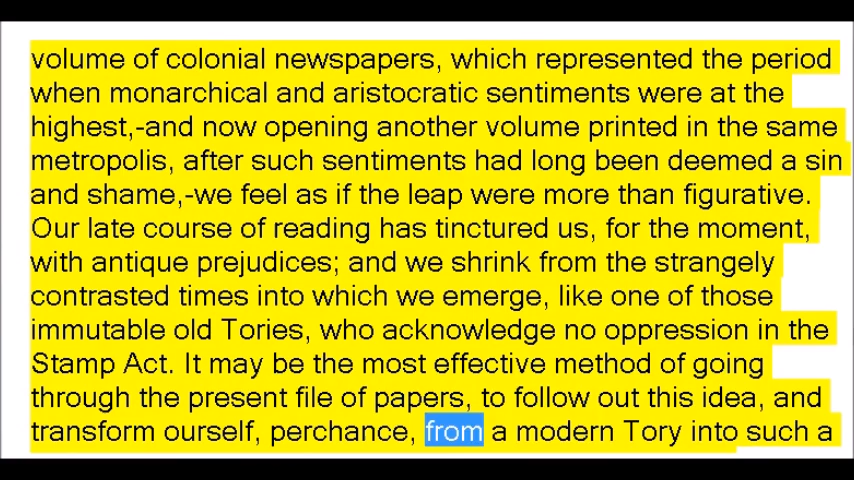 volume of colonial newspapers, which represented the period
when monarchical and aristocratic sentiments were at the
highest,-and now opening another volume printed in the same
metropolis, after such sentiments had long been deemed a sin
and shame,-we feel as if the leap were more than figurative.
Our late course of reading has tinctured us, for the moment,
with antique prejudices; and we shrink from the strangely
contrasted times into which we emerge, like one of those
immutable old Tories, who acknowledge no oppression in the
Stamp Act. It may be the most effective method of going
through the present file of papers, to follow out this idea, and
transform ourself, perchance, from a modern Tory into such a